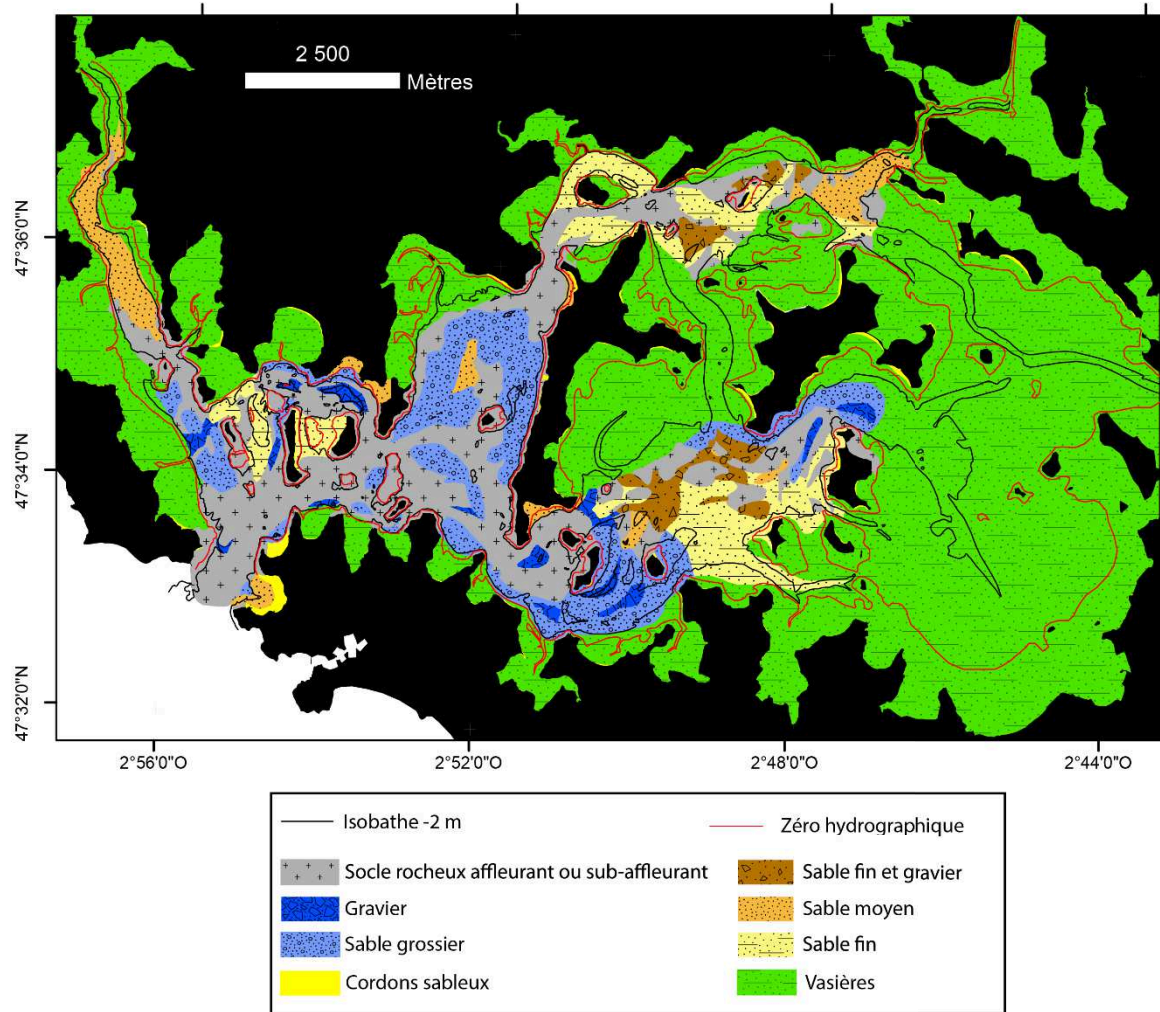 2 500
Mètres
47°36'0"N
47°34'0"N
47°32'0"N
2°56'0"O
2°52'0"O
2°48'0"O
2°44'0"O
Isobathe -2 m
Zéro hydrographique
Socle rocheux affleurant ou sub-affleurant
Sable fin et gravier
Gravier
Sable moyen
Sable grossier
Sable fin
Cordons sableux
Vasières